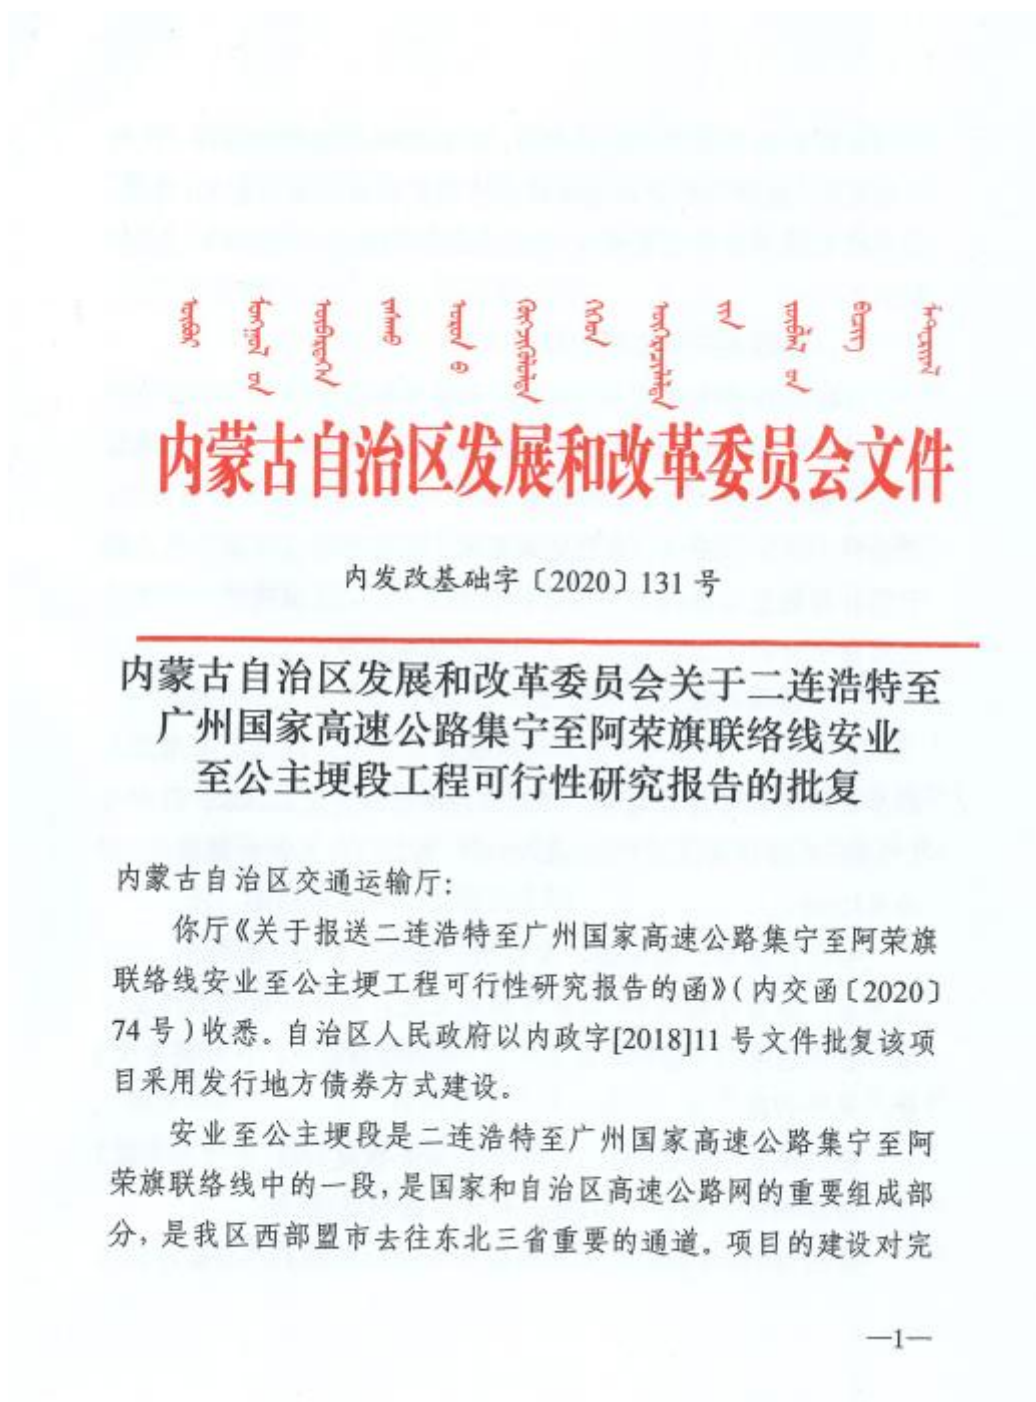 内蒙古自治区发展和改革委员会文件
内发改基础字〔2020〕131号
内蒙古自治区发展和改革委员会关于二连浩特至
广州国家高速公路集宁至阿荣旗联络线安业
至公主埂段工程可行性研究报告的批复
内蒙古自治区交通运输厅：
你厅《关于报送二连浩特至广州国家高速公路集宁至阿荣旗
联络线安业至公主埂工程可行性研究报告的函》（内交函〔2020〕
74号）收悉。自治区人民政府以内政字[2018]11号文件批复该项
目采用发行地方债券方式建设。
安业至公主埂段是二连浩特至广州国家高速公路集宁至阿
荣旗联络线中的一段，是国家和自治区高速公路网的重要组成部
分，是我区西部盟市去往东北三省重要的通道。项目的建设对完
—1—